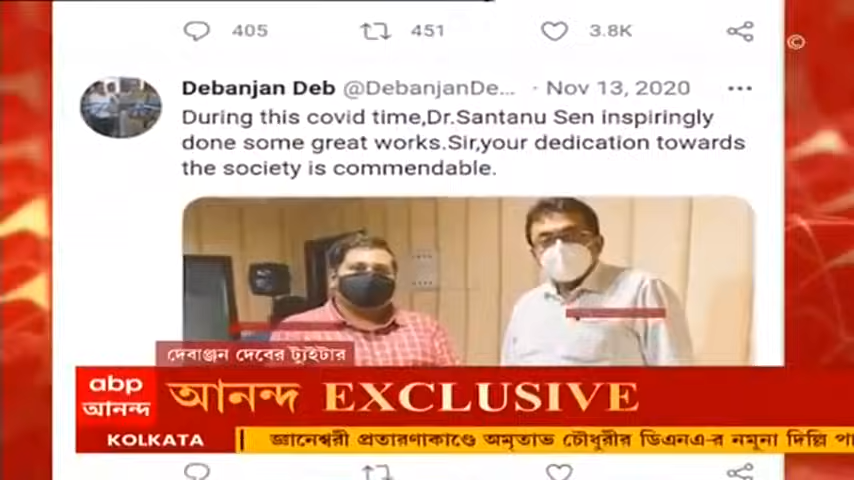 405 451 3.8K
©
Debanjan Deb @DebanjanDe... · Nov 13, 2020
During this covid time,Dr.Santanu Sen inspiringly
done some great works.Sir,your dedication towards
the society is commendable.
দেবাঞ্জন দেবের ট্যুইটার
abp
আনন্দ
আনন্দ EXCLUSIVE
KOLKATA
জ্ঞানেশ্বরী প্রতারণাকাণ্ডে অমৃতাভ চৌধুরীর ডিএনএ-র নমুনা দিল্লি পা